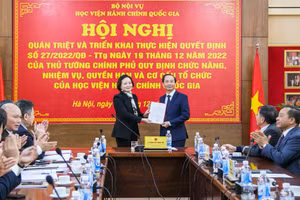 BỘ NỘI VỤ
HỌC VIỆN HÀNH CHÍNH QUỐC GIA
HỘI NGHỊ
QUÁN TRIỆT VÀ TRIỂN KHAI THỰC HIỆN QUYẾT ĐỊNH
SỐ 27/2022/QĐ - TTg NGÀY 19 THÁNG 12 NĂM 2022
CỦA THỦ TƯỚNG CHÍNH PHỦ QUY ĐỊNH CHỨC NĂNG,
NHIỆM VỤ, QUYỀN HẠN VÀ CƠ CẤU TỔ CHỨC
CỦA HỌC VIỆN HÀNH CHÍNH QUỐC GIA
Hà Nội, 12